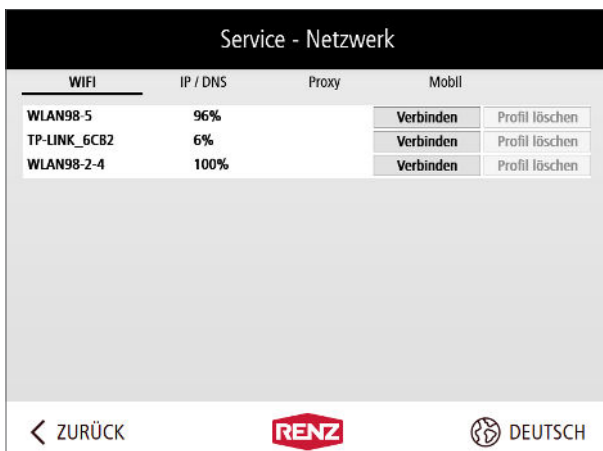 Service - Netzwerk
WIFI IP / DNS Proxy Mobil
WLAN98-5 96% Verbinden Profil löschen
TP-LINK_6CB2 6% Verbinden Profil löschen
WLAN98-2-4 100% Verbinden Profil löschen
ZURÜCK RENZ DEUTSCH